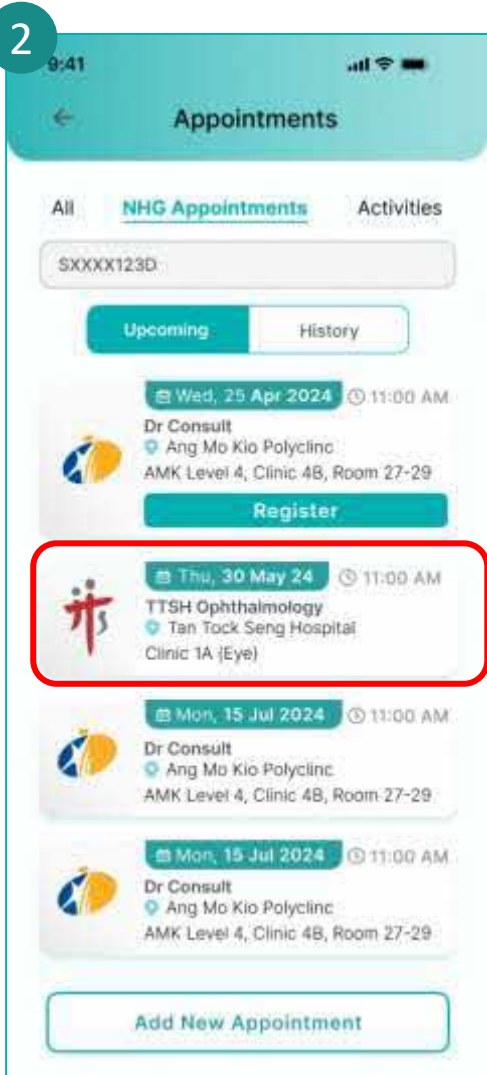 2
9:41
Appointments
All NHG Appointments Activities
SXXXX123D
Upcoming History
Wed, 25 Apr 2024 11:00 AM
Dr Consult
Ang Mo Kio Polyclinc
AMK Level 4, Clinic 4B, Room 27-29
Register
Thu, 30 May 24 11:00 AM
TTSH Ophthalmology
Tan Tock Seng Hospital
Clinic 1A (Eye)
Mon, 15 Jul 2024 11:00 AM
Dr Consult
Ang Mo Kio Polyclinc
AMK Level 4, Clinic 4B, Room 27-29
Mon, 15 Jul 2024 11:00 AM
Dr Consult
Ang Mo Kio Polyclinc
AMK Level 4, Clinic 4B, Room 27-29
Add New Appointment